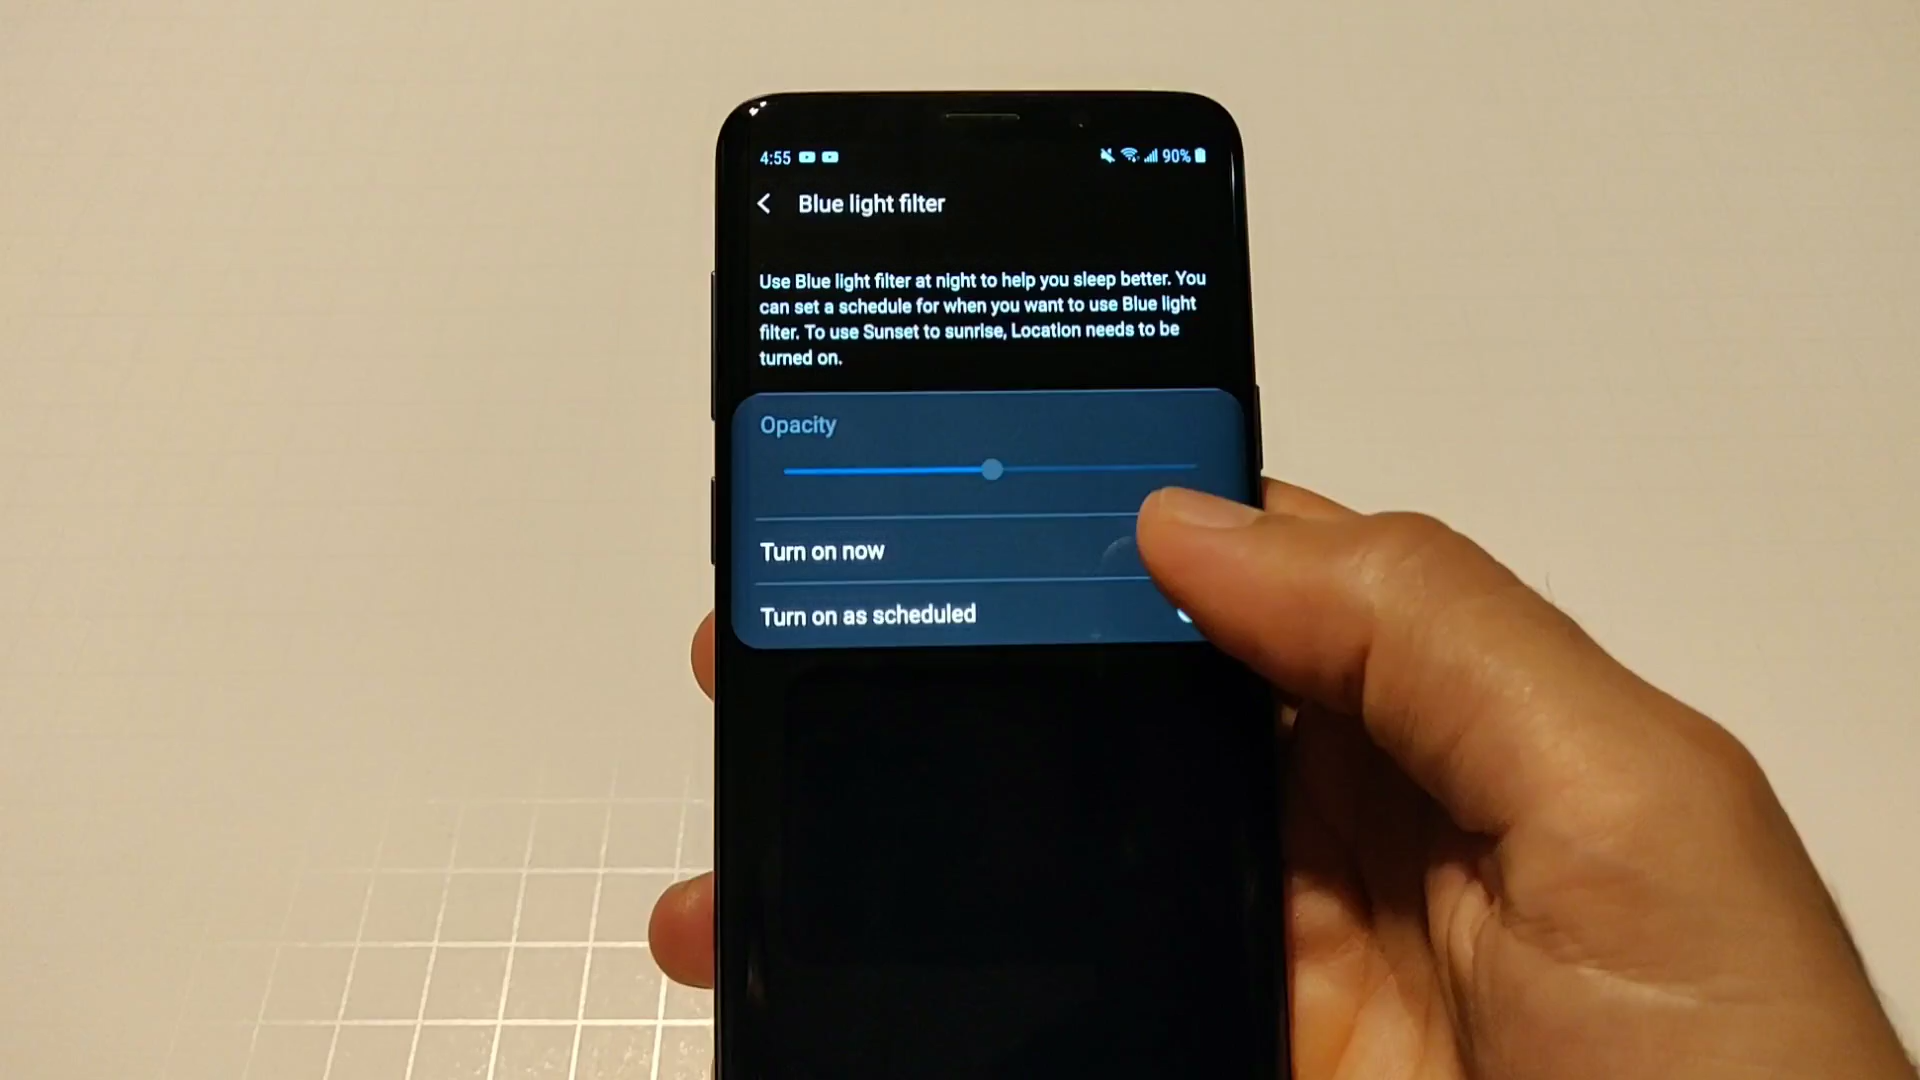 4:55
90%
Blue light filter
Use Blue light filter at night to help you sleep better. You
can set a schedule for when you want to use Blue light
filter. To use Sunset to sunrise, Location needs to be
turned on.
Opacity
Turn on now
Turn on as scheduled